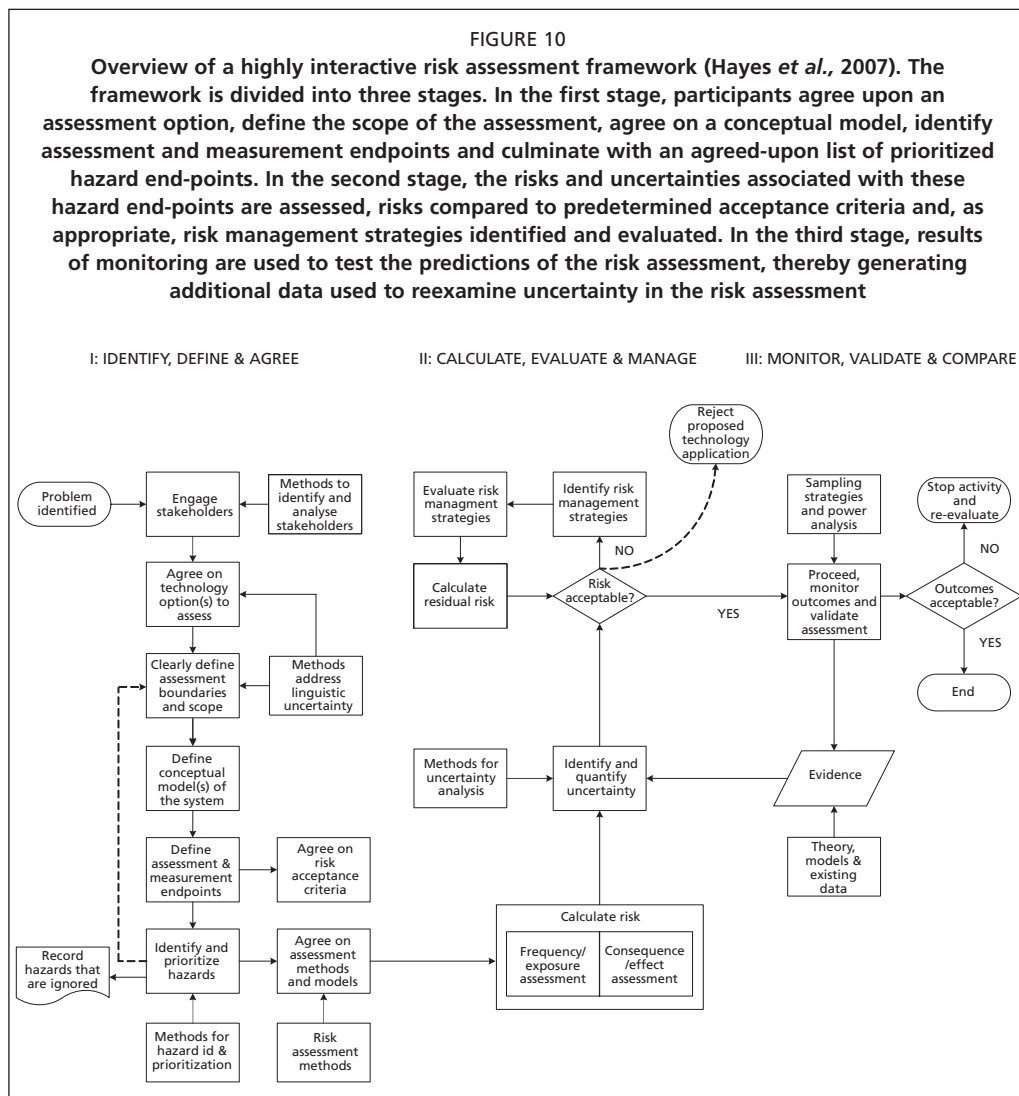 FIGURE 10
Overview of a highly interactive risk assessment framework (Hayes et al., 2007). The
framework is divided into three stages. In the first stage, participants agree upon an
assessment option, define the scope of the assessment, agree on a conceptual model, identify
assessment and measurement endpoints and culminate with an agreed-upon list of prioritized
hazard end-points. In the second stage, the risks and uncertainties associated with these
hazard end-points are assessed, risks compared to predetermined acceptance criteria and, as
appropriate, risk management strategies identified and evaluated. In the third stage, results
of monitoring are used to test the predictions of the risk assessment, thereby generating
additional data used to reexamine uncertainty in the risk assessment
I: IDENTIFY, DEFINE & AGREE
Problem
identified
Engage
stakeholders
Methods to
identify and
analyse
stakeholders
Agree on
technology
option(s) to
assess
Clearly define
assessment
boundaries
and scope
Methods
address
linguistic
uncertainty
Define
conceptual
model(s) of
the system
Define
assessment &
measurement
endpoints
Agree on
risk
acceptance
criteria
Record
hazards that
are ignored
Identify and
prioritize
hazards
Agree on
assessment
methods
and models
Methods for
hazard id &
prioritization
Risk
assessment
methods
II: CALCULATE, EVALUATE & MANAGE
Reject
proposed
technology
application
Evaluate risk
managment
strategies
Identify risk
management
strategies
NO
Calculate
residual risk
Risk
acceptable?
YES
Methods for
uncertainty
analysis
Identify and
quantify
uncertainty
Calculate risk
Frequency/
exposure
assessment
Consequence
/effect
assessment
III: MONITOR, VALIDATE & COMPARE
Sampling
strategies
and power
analysis
Stop activity
and
re-evaluate
NO
Proceed,
monitor
outcomes and
validate
assessment
Outcomes
acceptable?
YES
End
Evidence
Theory,
models &
existing
data